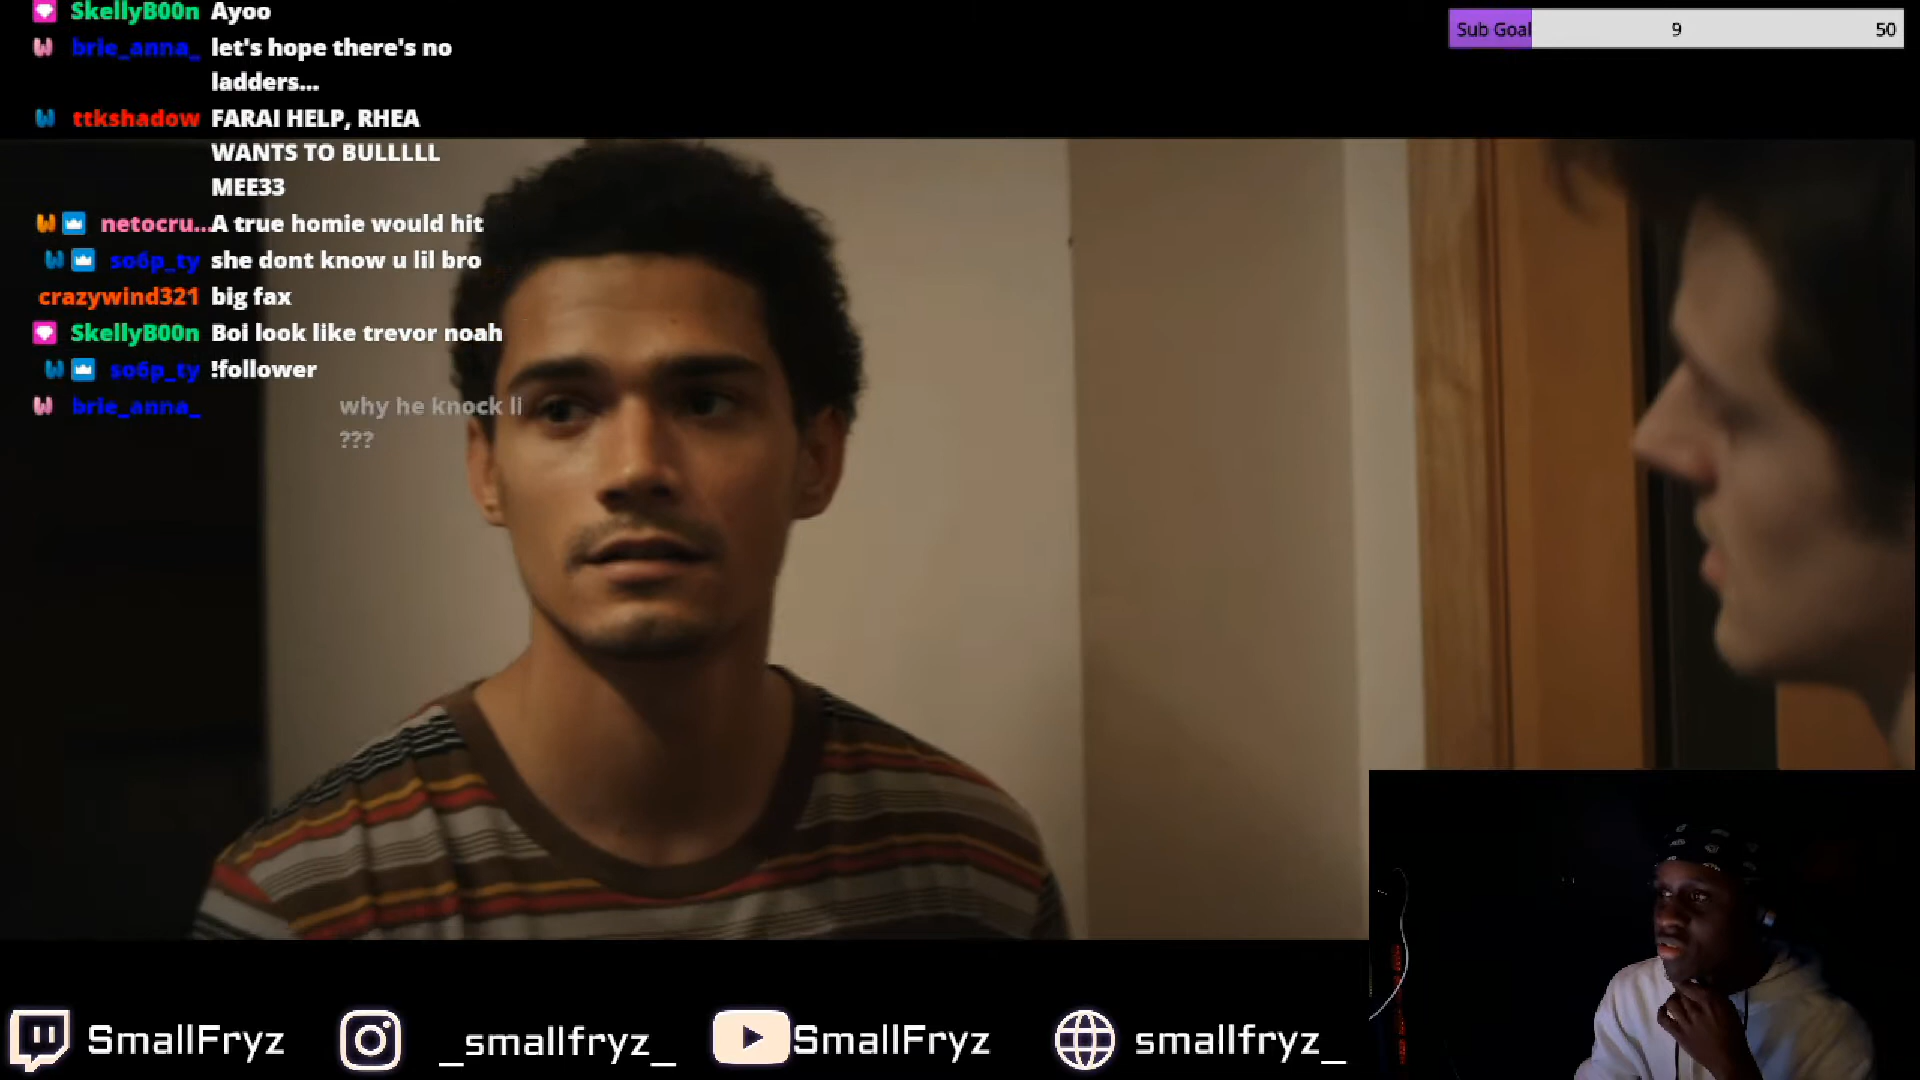 SkellyB00n Ayoo
Sub Goal 9 50
brie_anna_ let's hope there's no
ladders...
ttkshadow FARAI HELP, RHEA
WANTS TO BULLLLL
MEE33
netocru... A true homie would hit
so6p_ty she dont know u lil bro
crazywind321 big fax
SkellyB00n Boi look like trevor noah
so6p_ty !follower
brie_anna_ why he knock li
???
SmallFryz _smallfryz_ SmallFryz smallfryz_